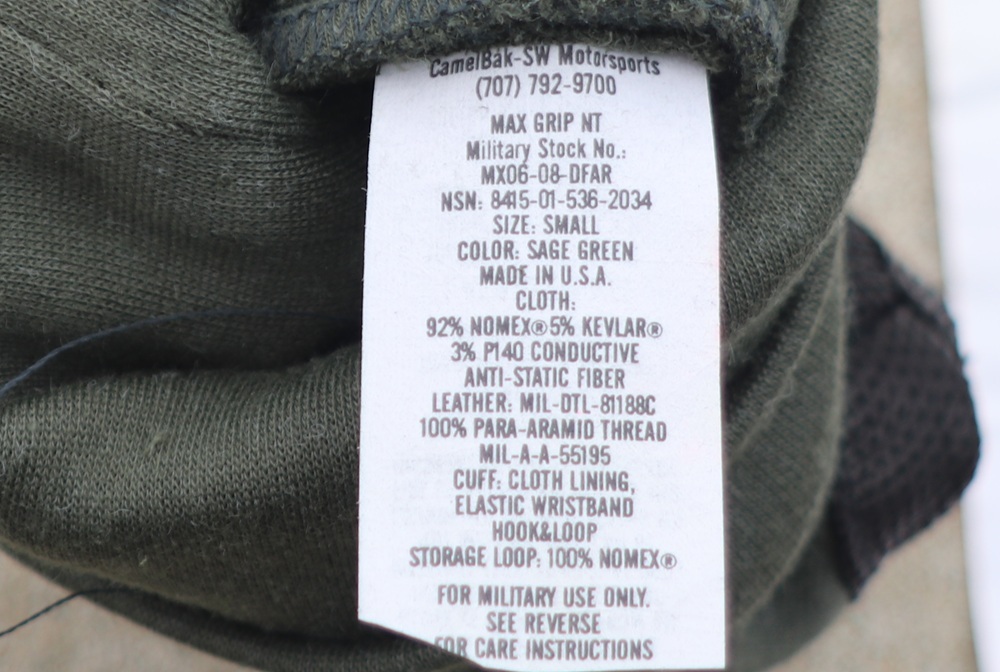 CamelBak-SW Motorsports
(707) 792-9700
MAX GRIP NT
Military Stock No.:
MX06-08-DFAR
NSN: 8415-01-536-2034
SIZE: SMALL
COLOR: SAGE GREEN
MADE IN U.S.A.
CLOTH:
92% NOMEX® 5% KEVLAR®
3% P140 CONDUCTIVE
ANTI-STATIC FIBER
LEATHER: MIL-DTL-81188C
100% PARA-ARAMID THREAD
MIL-A-A-55195
CUFF: CLOTH LINING,
ELASTIC WRISTBAND
HOOK&LOOP
STORAGE LOOP: 100% NOMEX®
FOR MILITARY USE ONLY.
SEE REVERSE
FOR CARE INSTRUCTIONS